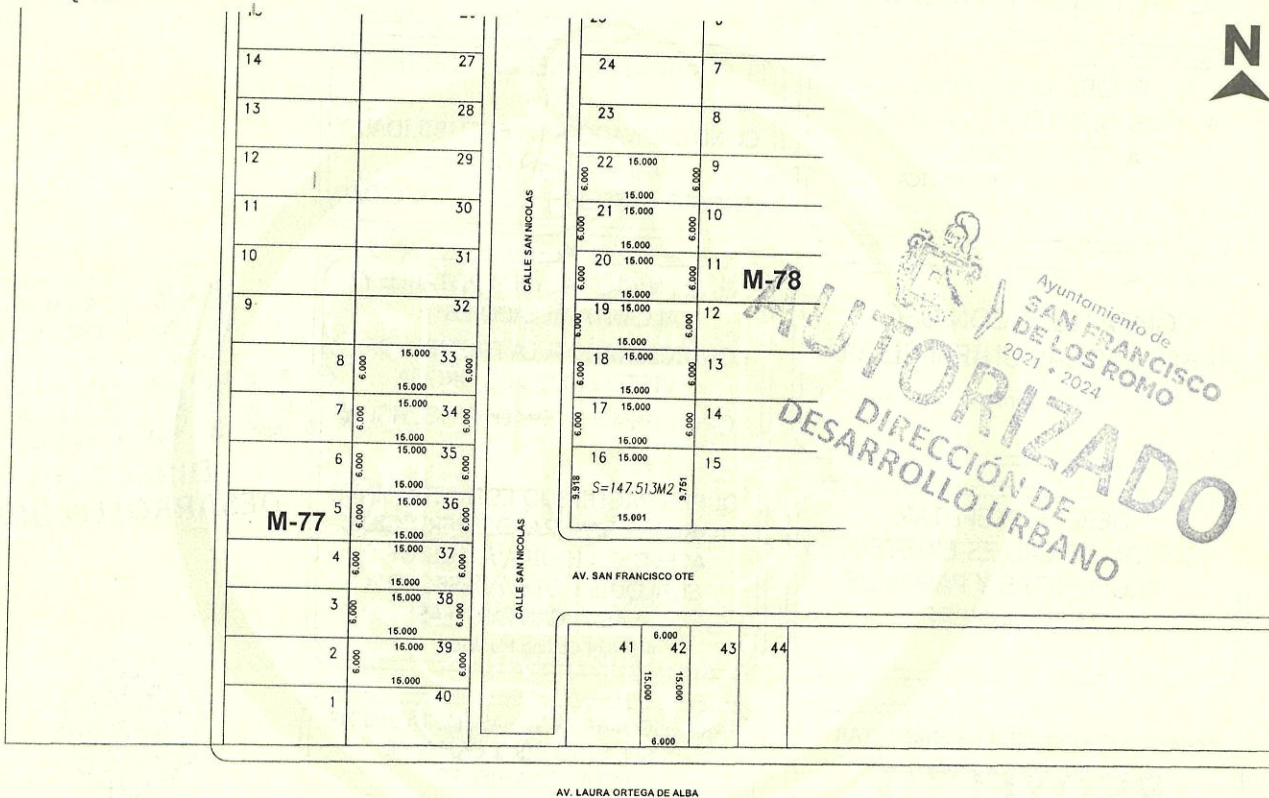 N
14 27
13 28
12 29
11 30
10 31
9 32
8 6.000 15.000 33 6.000
15.000
7 6.000 15.000 34 6.000
15.000
6 6.000 15.000 35 6.000
15.000
M-77
5 6.000 15.000 36 6.000
15.000
4 6.000 15.000 37 6.000
15.000
3 6.000 15.000 38 6.000
15.000
2 6.000 15.000 39 6.000
15.000
1 40
CALLE SAN NICOLAS
CALLE SAN NICOLAS
24 7
23 8
6.000 22 15.000 6.000 9
15.000
6.000 21 15.000 6.000 10
15.000
6.000 20 15.000 6.000 11
15.000
M-78
6.000 19 15.000 6.000 12
15.000
6.000 18 15.000 6.000 13
15.000
6.000 17 15.000 6.000 14
15.000
16 15.000 15
9.918 S=147.513M2 9.751
15.001
AV. SAN FRANCISCO OTE
6.000
41 42 43 44
15.000 15.000
6.000
AV. LAURA ORTEGA DE ALBA
Ayuntamiento de
SAN FRANCISCO
DE LOS ROMO
2021 • 2024
AUTORIZADO
DIRECCIÓN DE
DESARROLLO URBANO